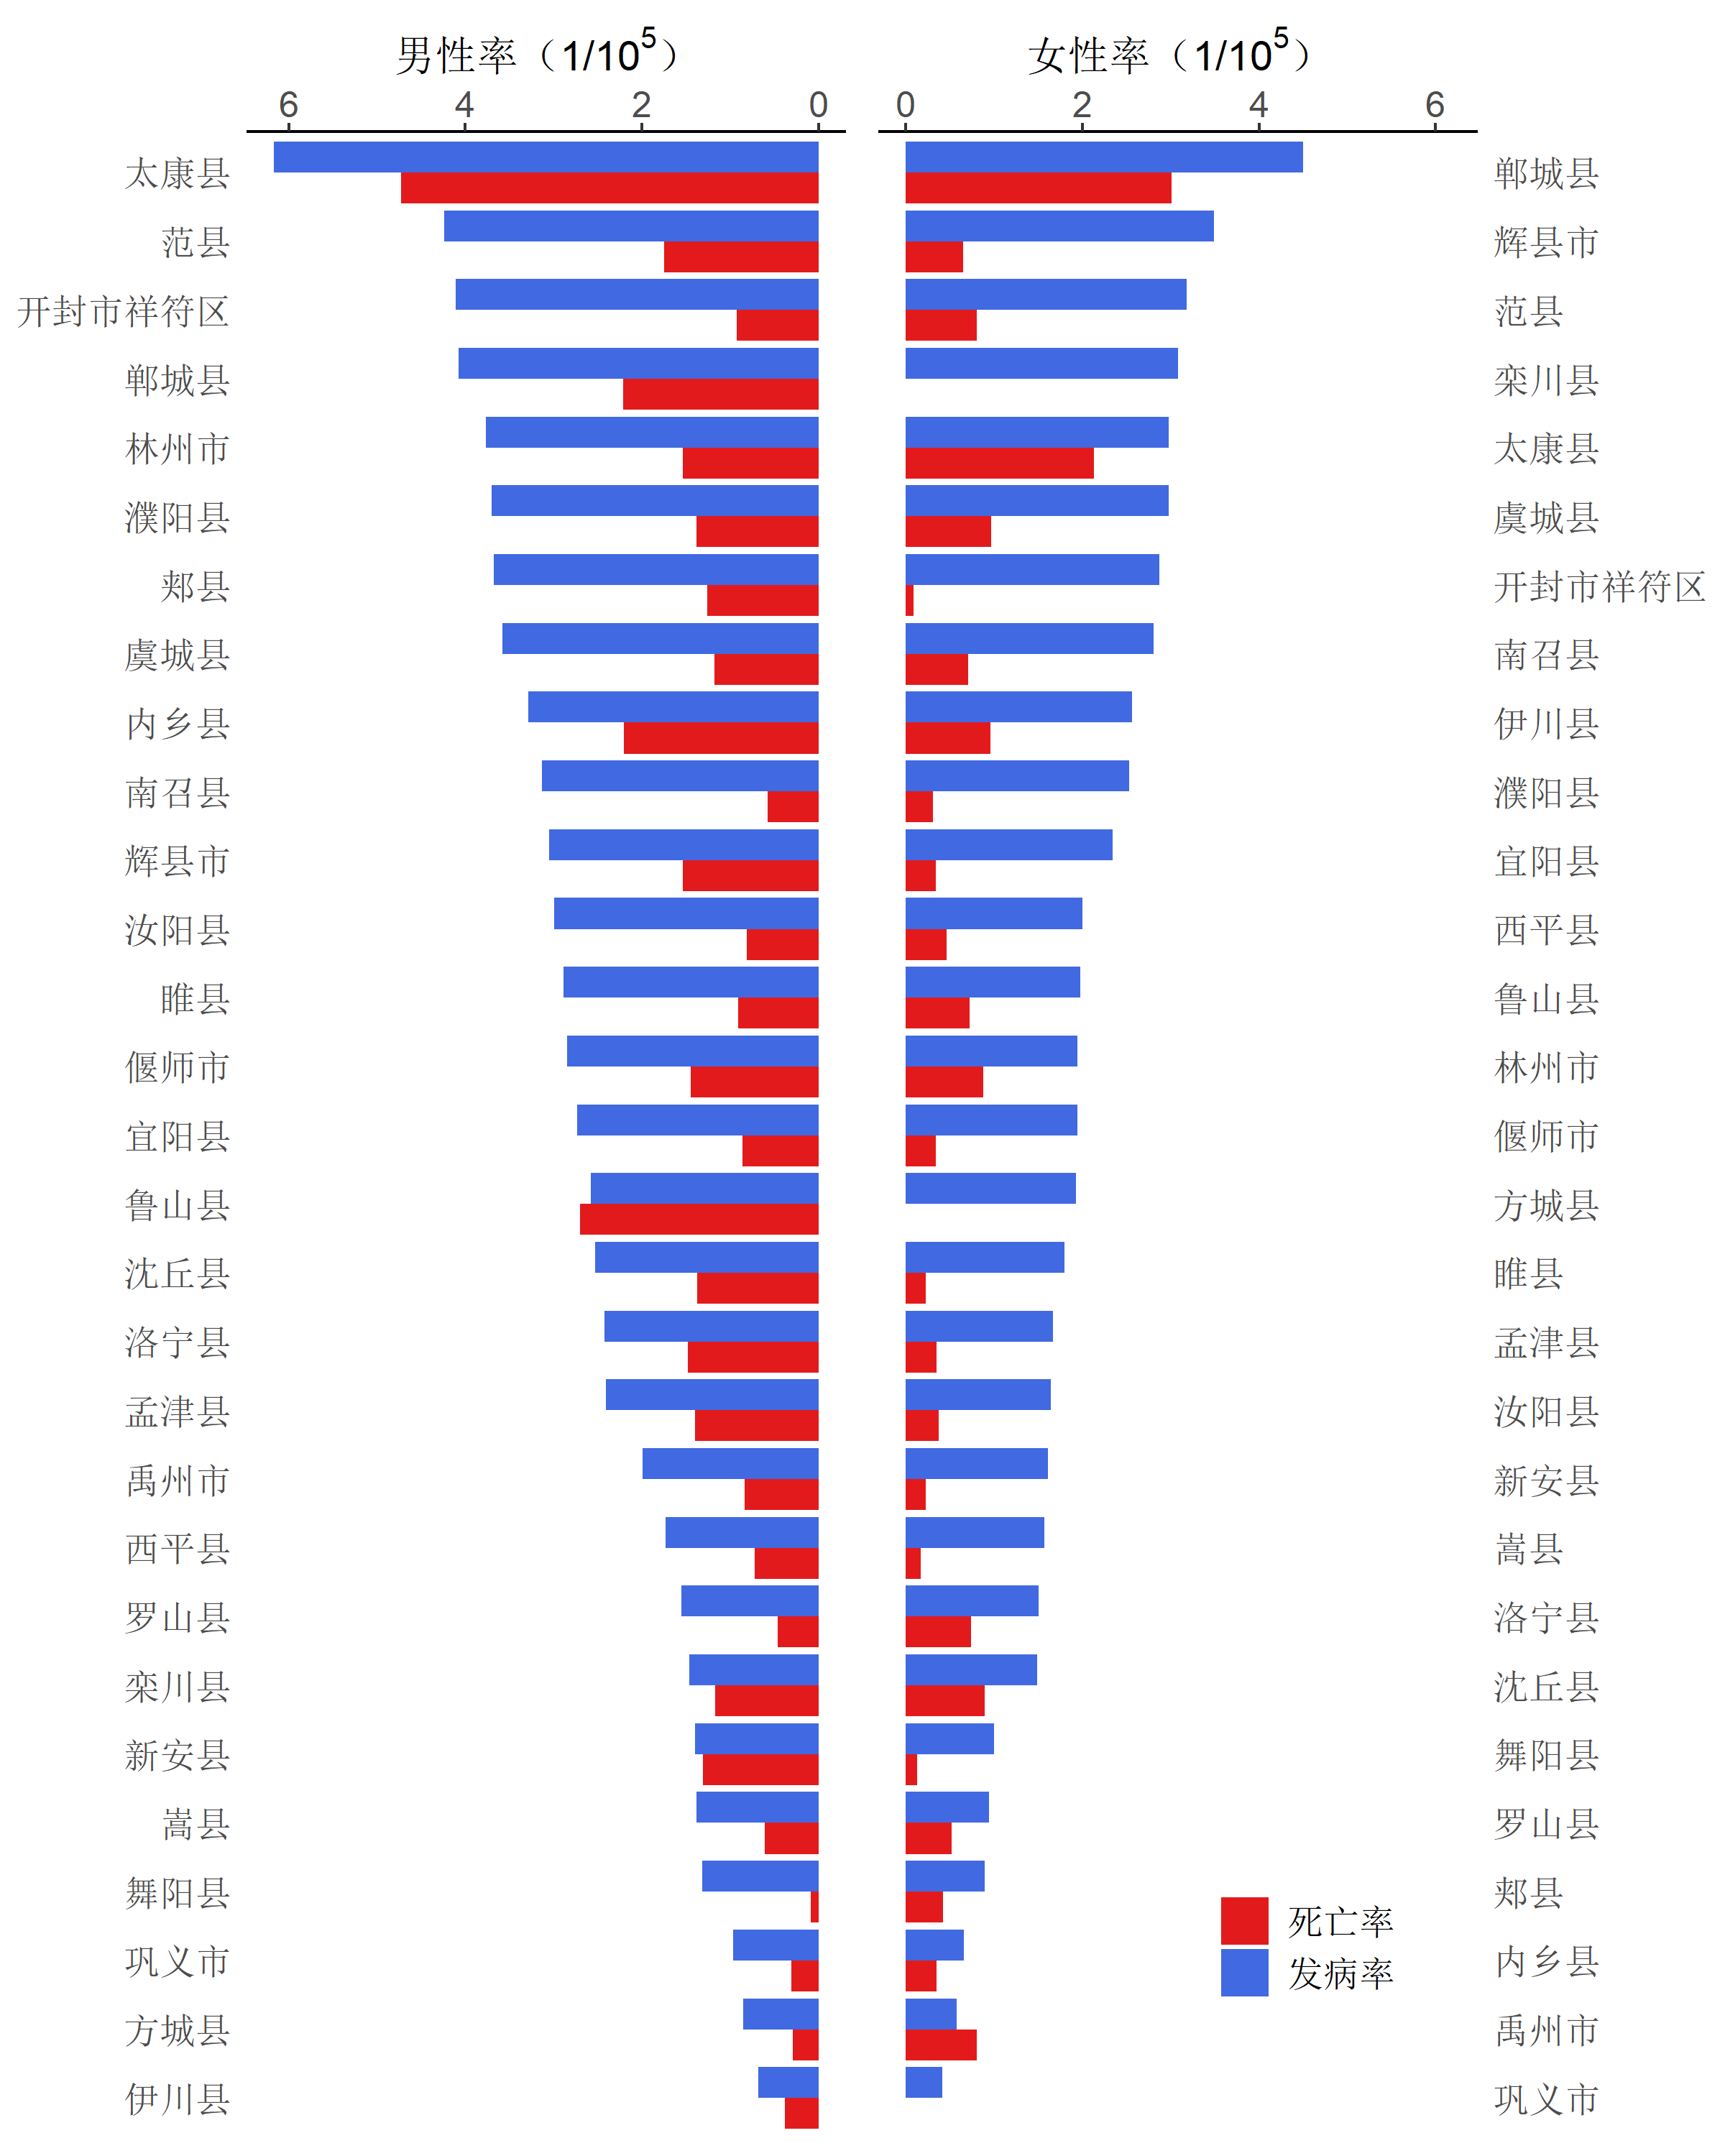 男性率（1/10⁵） 女性率（1/10⁵）
6 4 2 0 0 2 4 6
太康县 郸城县
范县 辉县市
开封市祥符区 范县
郸城县 栾川县
林州市 太康县
濮阳县 虞城县
郏县 开封市祥符区
虞城县 南召县
内乡县 伊川县
南召县 濮阳县
辉县市 宜阳县
汝阳县 西平县
睢县 鲁山县
偃师市 林州市
宜阳县 偃师市
鲁山县 方城县
沈丘县 睢县
洛宁县 孟津县
孟津县 汝阳县
禹州市 新安县
西平县 嵩县
罗山县 洛宁县
栾川县 沈丘县
新安县 舞阳县
嵩县 罗山县
舞阳县 郏县
巩义市 内乡县
方城县 禹州市
伊川县 巩义市
死亡率
发病率